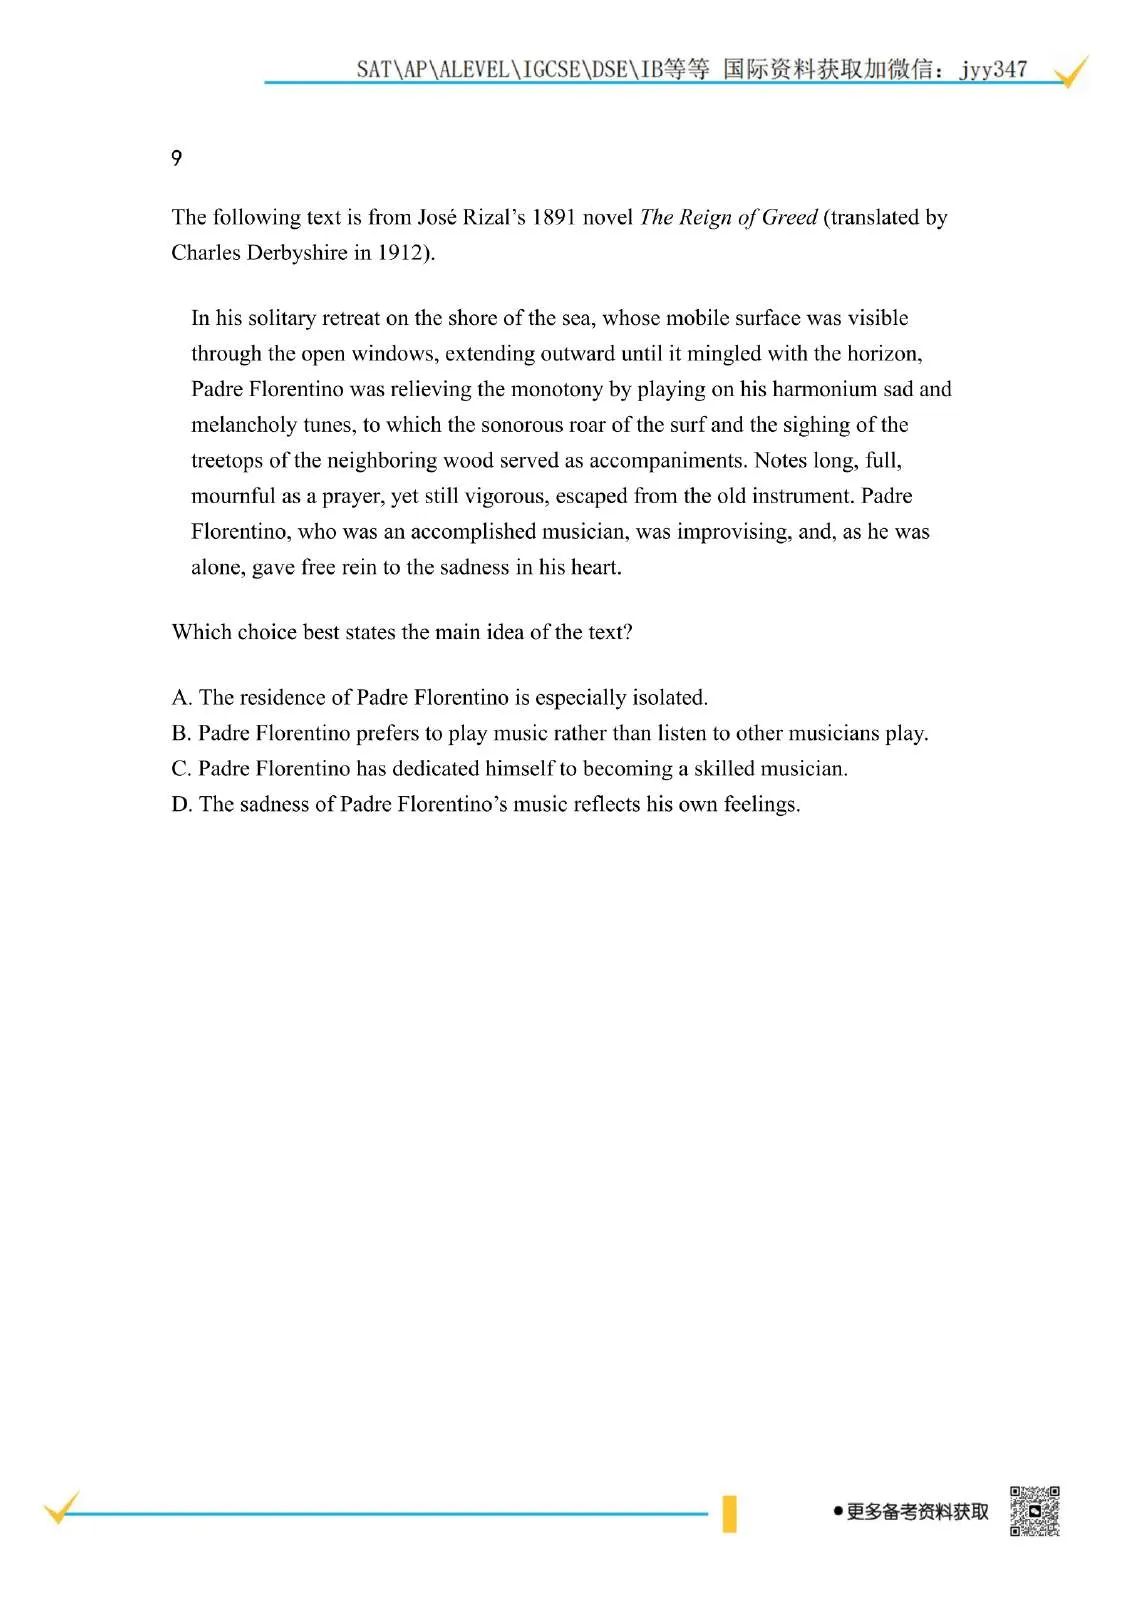 SAT\AP\ALEVEL\IGCSE\DSE\IB等等 国际资料获取加微信：jyy347
9
The following text is from José Rizal’s 1891 novel The Reign of Greed (translated by
Charles Derbyshire in 1912).
In his solitary retreat on the shore of the sea, whose mobile surface was visible
through the open windows, extending outward until it mingled with the horizon,
Padre Florentino was relieving the monotony by playing on his harmonium sad and
melancholy tunes, to which the sonorous roar of the surf and the sighing of the
treetops of the neighboring wood served as accompaniments. Notes long, full,
mournful as a prayer, yet still vigorous, escaped from the old instrument. Padre
Florentino, who was an accomplished musician, was improvising, and, as he was
alone, gave free rein to the sadness in his heart.
Which choice best states the main idea of the text?
A. The residence of Padre Florentino is especially isolated.
B. Padre Florentino prefers to play music rather than listen to other musicians play.
C. Padre Florentino has dedicated himself to becoming a skilled musician.
D. The sadness of Padre Florentino’s music reflects his own feelings.
●更多备考资料获取